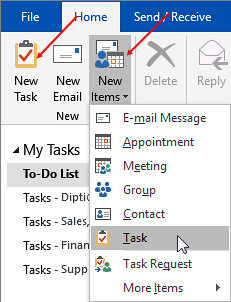 File Home Send / Receive
New Task
New Email
New Items
Delete
Reply
New
My Tasks
To-Do List
Tasks - Dipti
Tasks - Sales,
Tasks - Finan
Tasks - Supp
E-mail Message
Appointment
Meeting
Group
Contact
Task
Task Request
More Items